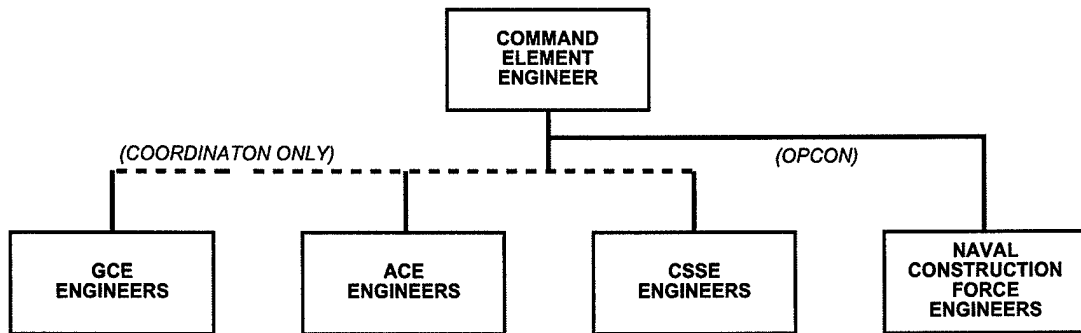 COMMAND
ELEMENT
ENGINEER
(COORDINATON ONLY)
(OPCON)
GCE
ENGINEERS
ACE
ENGINEERS
CSSE
ENGINEERS
NAVAL
CONSTRUCTION
FORCE
ENGINEERS